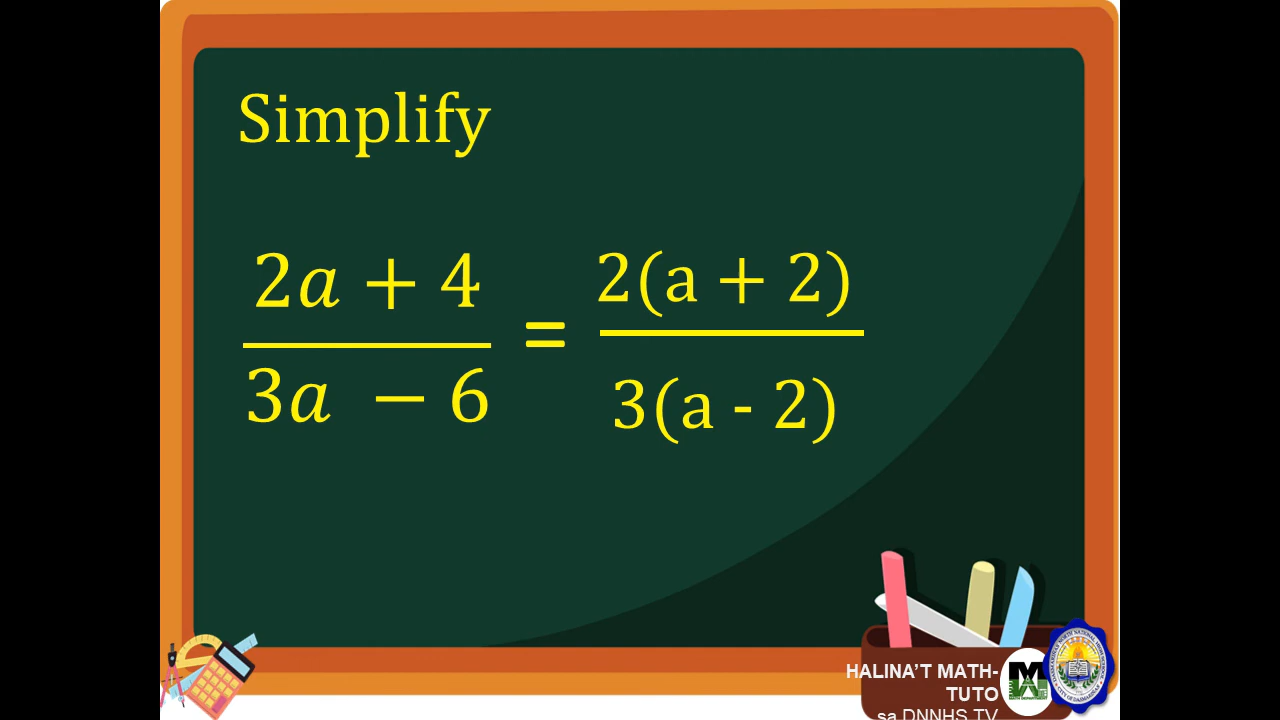 Simplify
2a + 4
3a − 6
=
2(a + 2)
3(a - 2)
HALINA’T MATH-
TUTO
sa DNNHS TV